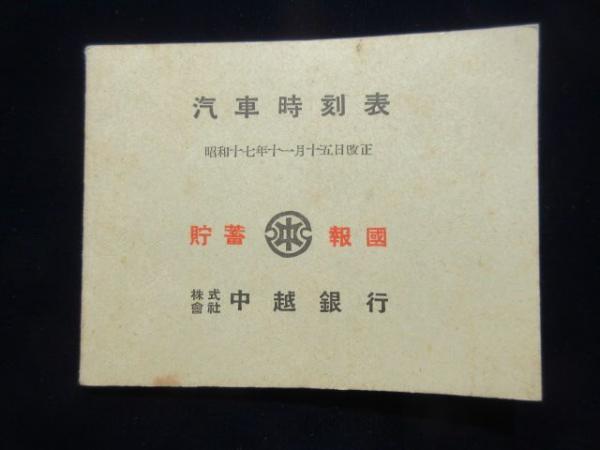 汽車時刻表
昭和十七年十一月十五日改正
貯蓄報國
株式會社中越銀行